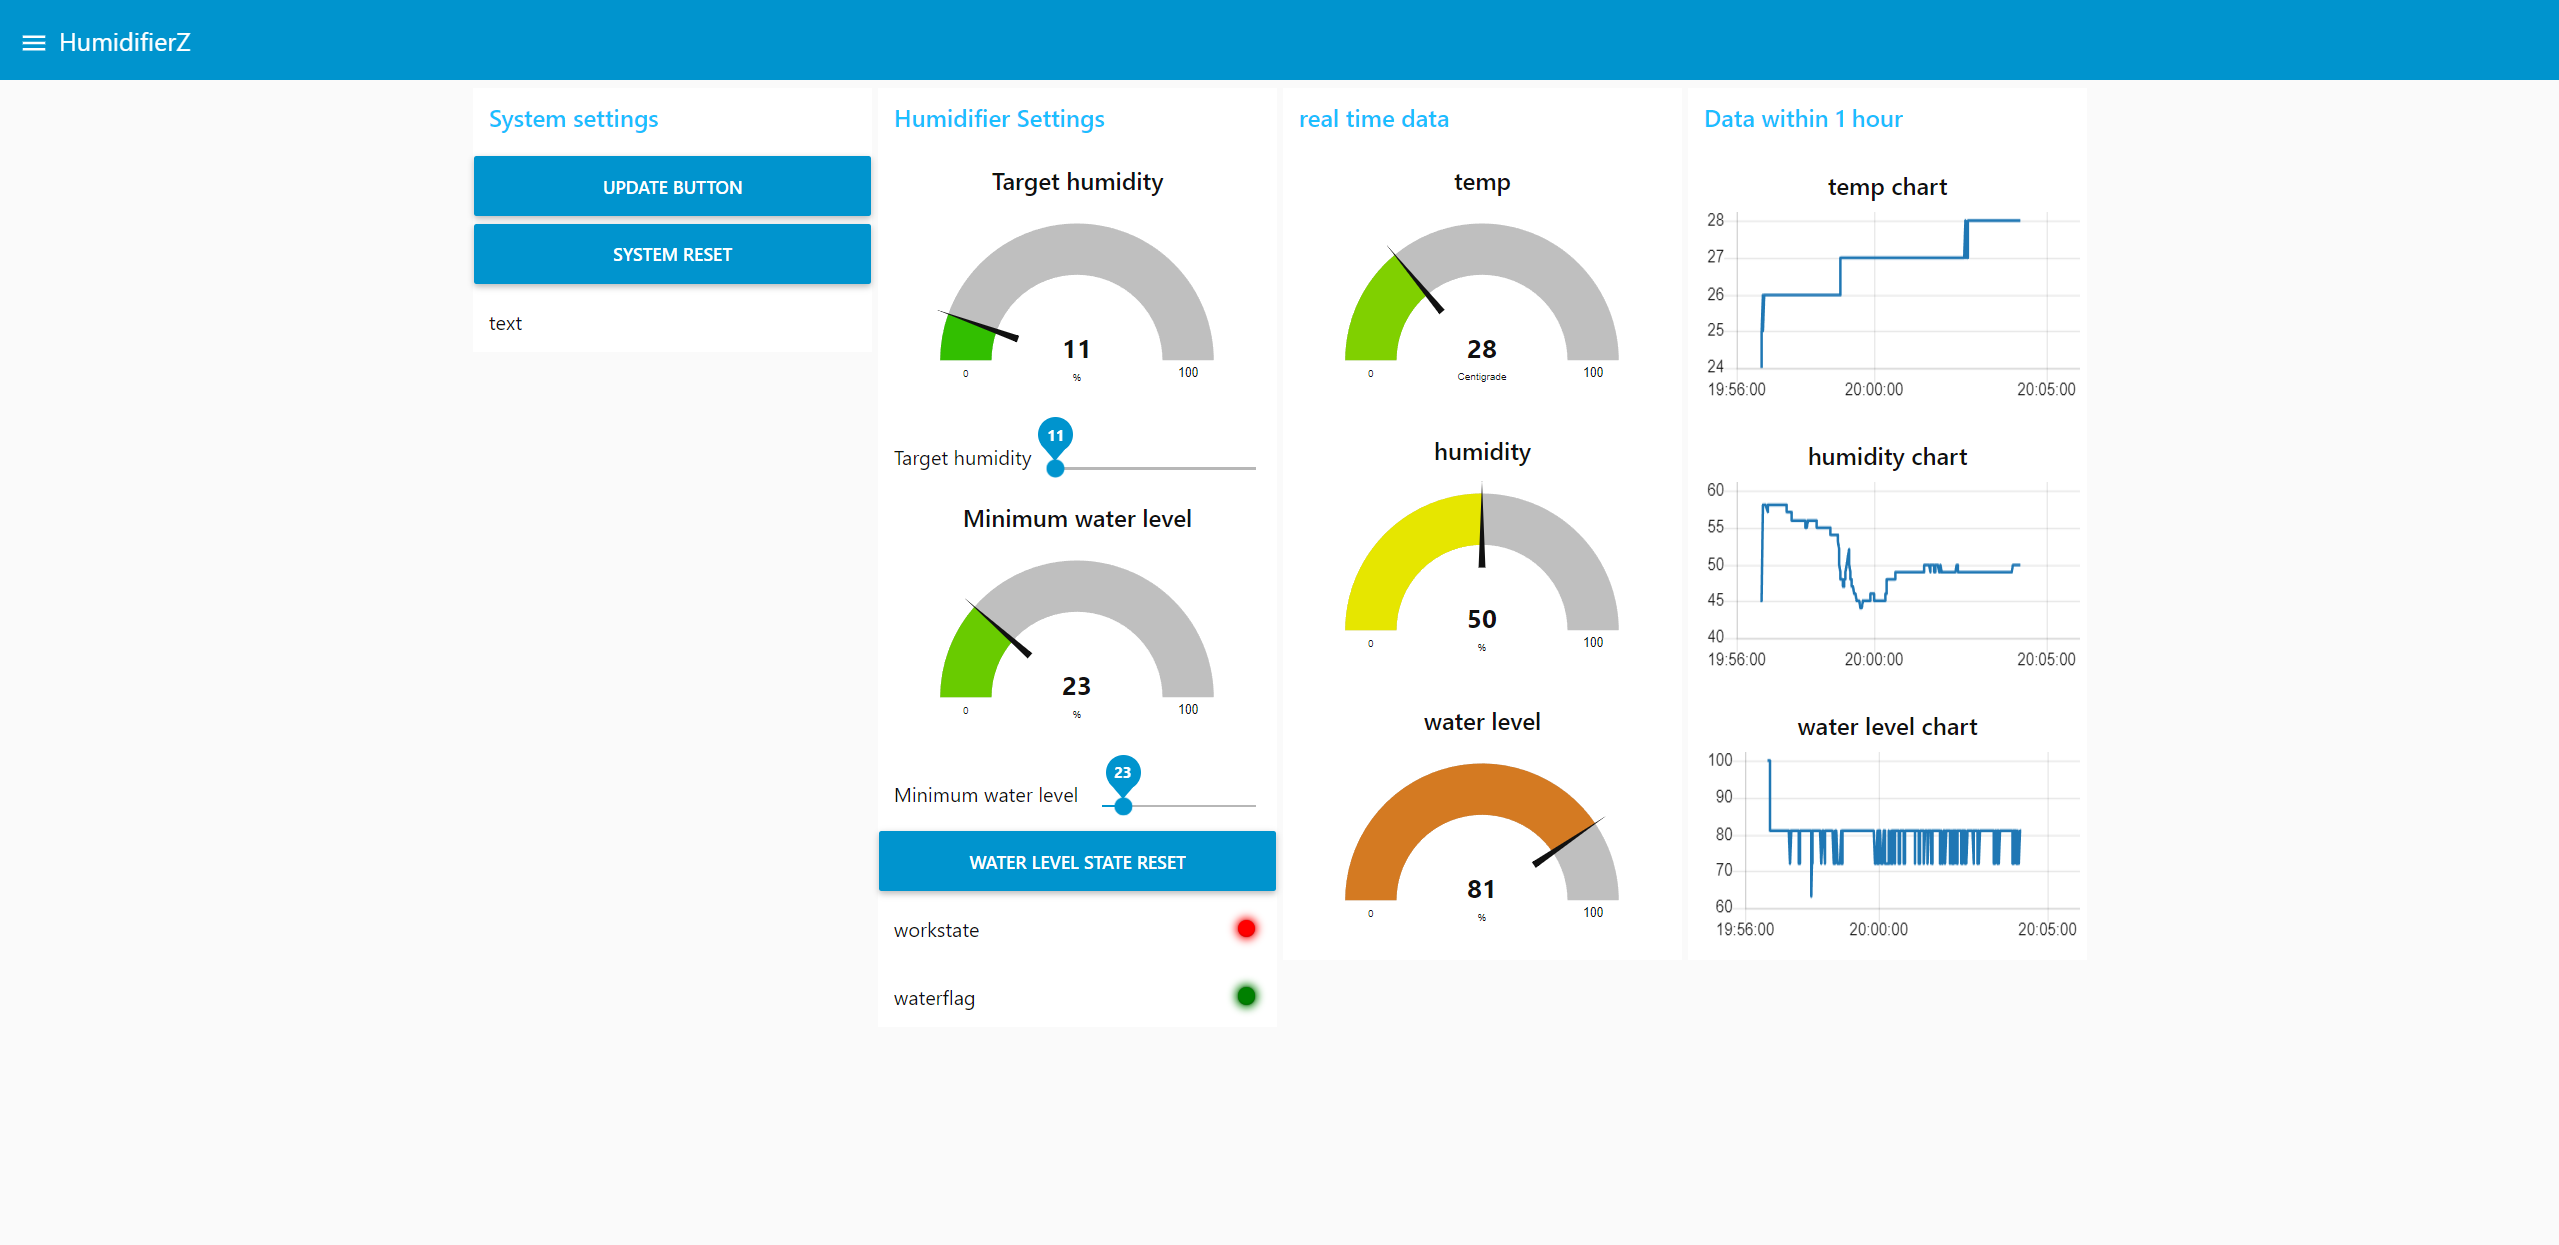 HumidifierZ
System settings
UPDATE BUTTON
SYSTEM RESET
text
Humidifier Settings
Target humidity
11
%
0
100
Target humidity
11
Minimum water level
23
%
0
100
Minimum water level
23
WATER LEVEL STATE RESET
workstate
waterflag
real time data
temp
28
Centigrade
0
100
humidity
50
%
0
100
water level
81
%
0
100
Data within 1 hour
temp chart
28
27
26
25
24
19:56:00 20:00:00 20:05:00
humidity chart
60
55
50
45
40
19:56:00 20:00:00 20:05:00
water level chart
100
90
80
70
60
19:56:00 20:00:00 20:05:00